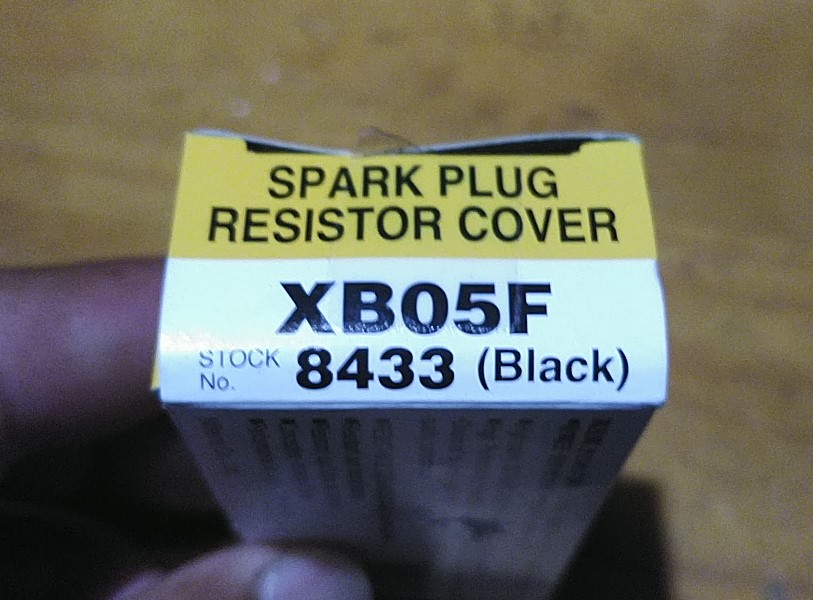 SPARK PLUG
RESISTOR COVER
XB05F
STOCK No. 8433 (Black)